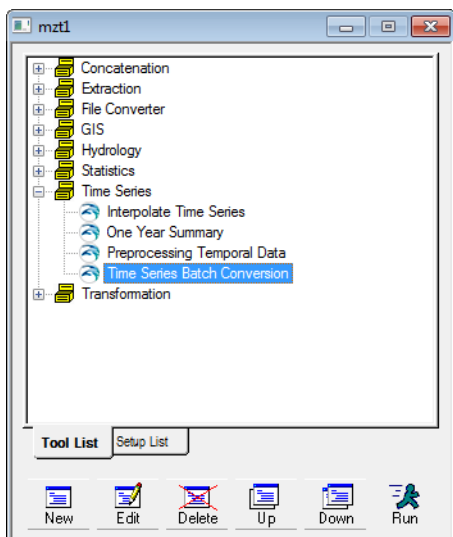 mzt1
Concatenation
Extraction
File Converter
GIS
Hydrology
Statistics
Time Series
Interpolate Time Series
One Year Summary
Preprocessing Temporal Data
Time Series Batch Conversion
Transformation
Tool List Setup List
New Edit Delete Up Down Run